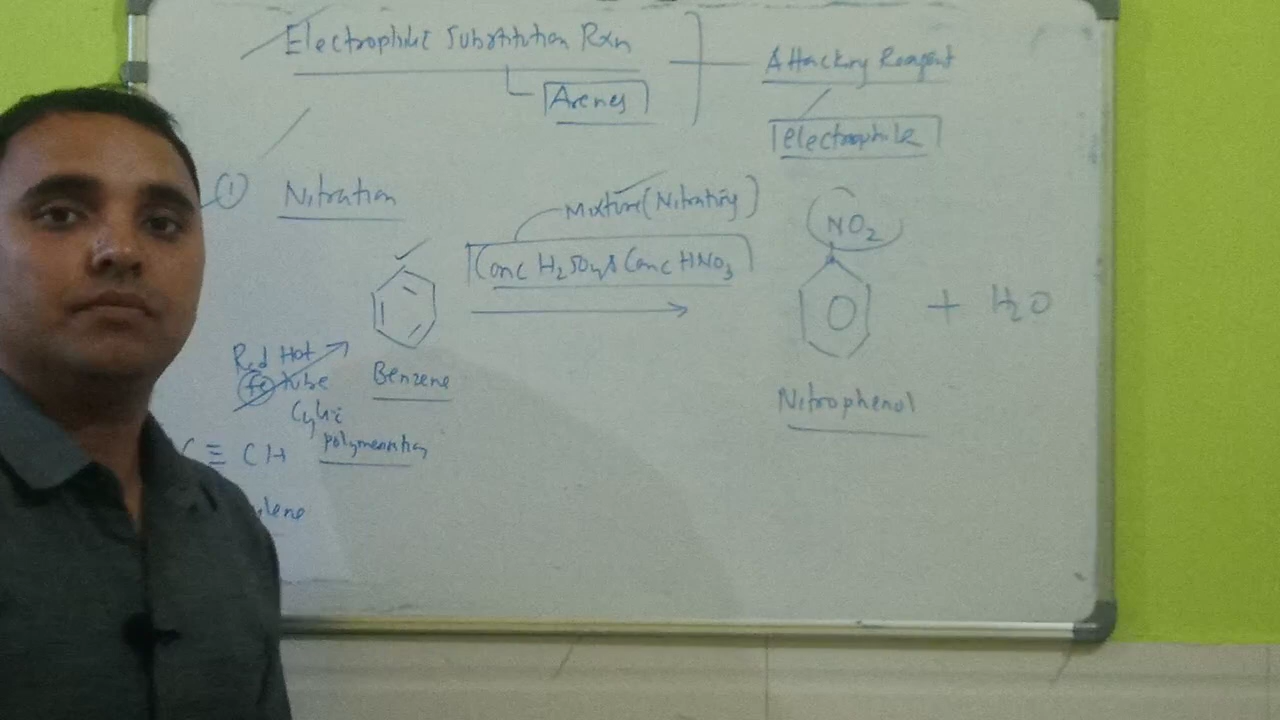 Electrophilic Substitution Rxn
Arenes
Attacking Reagent
electrophile
① Nitration
Mixture (Nitrating)
Conc H2SO4 & Conc HNO3
NO2
+ H2O
Benzene
Nitrophenol
Red Hot
Fe tube
Cyclic
polymerisation
C ≡ CH